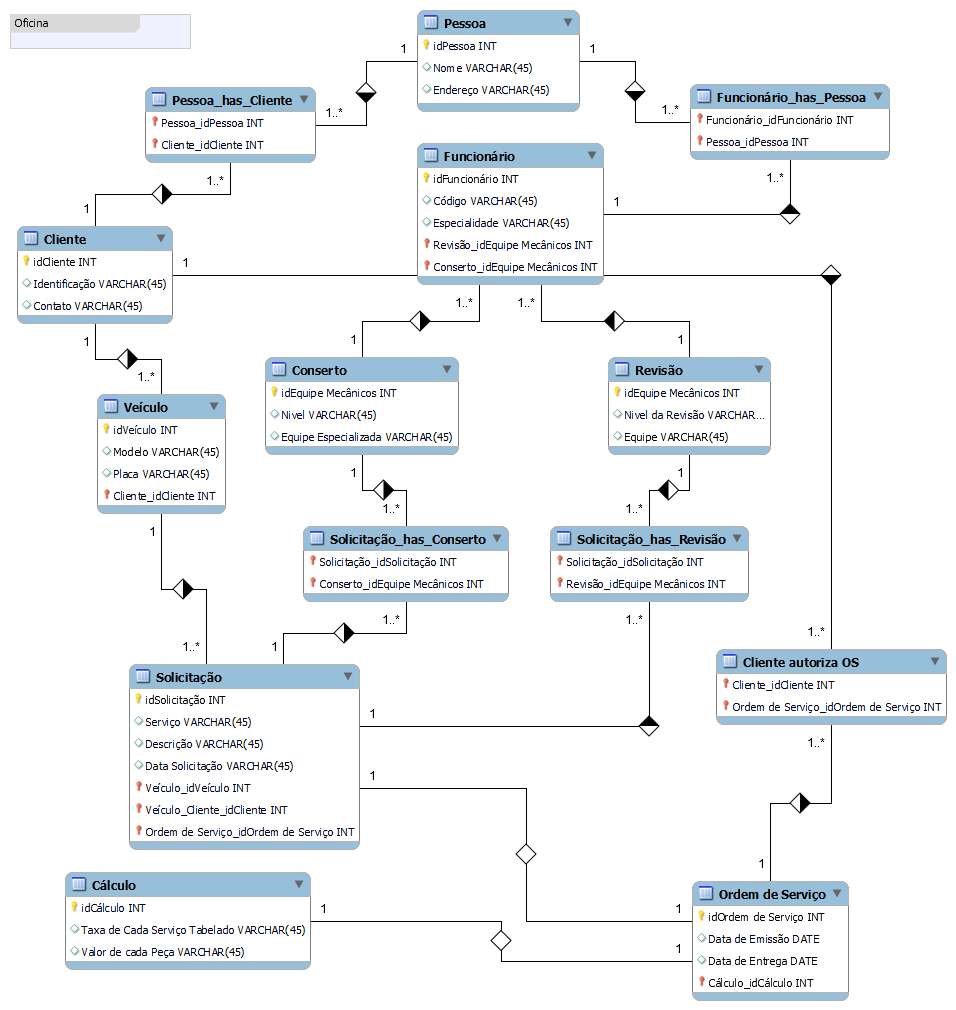 Oficina
Pessoa
idPessoa INT
Nome VARCHAR(45)
Endereço VARCHAR(45)
1
1
1..*
1..*
Pessoa_has_Cliente
Pessoa_idPessoa INT
Cliente_idCliente INT
Funcionário_has_Pessoa
Funcionário_idFuncionário INT
Pessoa_idPessoa INT
1..*
1
1..*
1
Funcionário
idFuncionário INT
Código VARCHAR(45)
Especialidade VARCHAR(45)
Revisão_idEquipe Mecânicos INT
Conserto_idEquipe Mecânicos INT
Cliente
idCliente INT
Identificação VARCHAR(45)
Contato VARCHAR(45)
1
1
1..*
1..*
1..*
1
1
Conserto
idEquipe Mecânicos INT
Nivel VARCHAR(45)
Equipe Especializada VARCHAR(45)
Revisão
idEquipe Mecânicos INT
Nivel da Revisão VARCHAR...
Equipe VARCHAR(45)
Veículo
idVeículo INT
Modelo VARCHAR(45)
Placa VARCHAR(45)
Cliente_idCliente INT
1
1..*
1
1..*
1
1..*
Solicitação_has_Conserto
Solicitação_idSolicitação INT
Conserto_idEquipe Mecânicos INT
Solicitação_has_Revisão
Solicitação_idSolicitação INT
Revisão_idEquipe Mecânicos INT
1..*
1
1..*
1
1..*
Cliente autoriza OS
Cliente_idCliente INT
Ordem de Serviço_idOrdem de Serviço INT
Solicitação
idSolicitação INT
Serviço VARCHAR(45)
Descrição VARCHAR(45)
Data Solicitação VARCHAR(45)
Veículo_idVeículo INT
Veículo_Cliente_idCliente INT
Ordem de Serviço_idOrdem de Serviço INT
1
1..*
1
1
Cálculo
idCálculo INT
Taxa de Cada Serviço Tabelado VARCHAR(45)
Valor de cada Peça VARCHAR(45)
1
1
Ordem de Serviço
idOrdem de Serviço INT
Data de Emissão DATE
Data de Entrega DATE
Cálculo_idCálculo INT